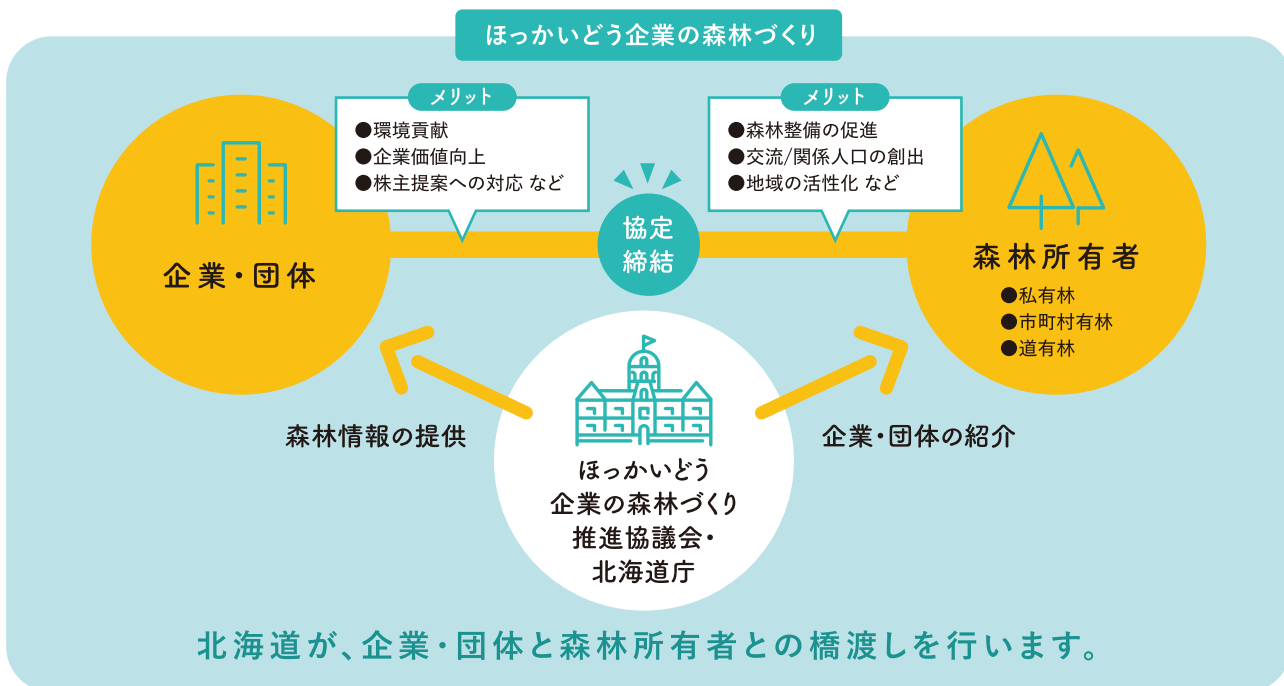 ほっかいどう企業の森林づくり
メリット
●環境貢献
●企業価値向上
●株主提案への対応 など
メリット
●森林整備の促進
●交流/関係人口の創出
●地域の活性化 など
企業・団体
協定
締結
森林所有者
●私有林
●市町村有林
●道有林
森林情報の提供
企業・団体の紹介
ほっかいどう
企業の森林づくり
推進協議会・
北海道庁
北海道が、企業・団体と森林所有者との橋渡しを行います。